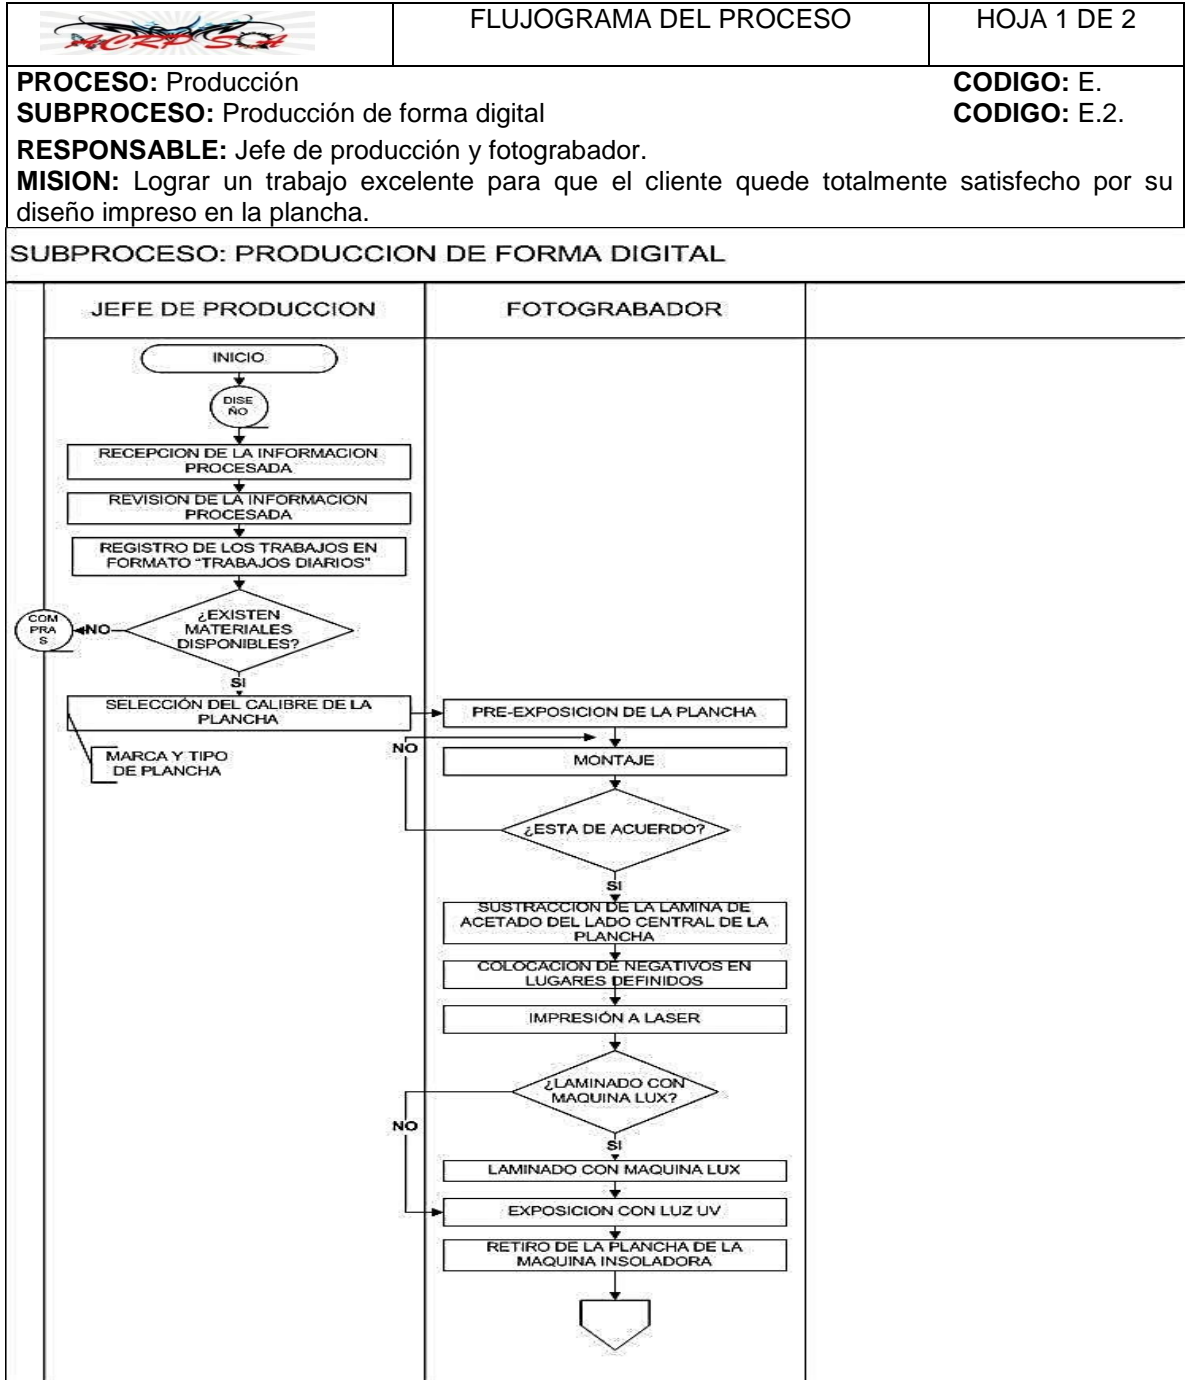 ACRPSCA
FLUJOGRAMA DEL PROCESO
HOJA 1 DE 2
PROCESO: Producción
CODIGO: E.
SUBPROCESO: Producción de forma digital
CODIGO: E.2.
RESPONSABLE: Jefe de producción y fotograbador.
MISION: Lograr un trabajo excelente para que el cliente quede totalmente satisfecho por su
diseño impreso en la plancha.
SUBPROCESO: PRODUCCION DE FORMA DIGITAL
JEFE DE PRODUCCION
FOTOGRABADOR
INICIO
DISE
ÑO
RECEPCION DE LA INFORMACION
PROCESADA
REVISION DE LA INFORMACION
PROCESADA
REGISTRO DE LOS TRABAJOS EN
FORMATO “TRABAJOS DIARIOS”
¿EXISTEN
MATERIALES
DISPONIBLES?
NO
COM
PRA
S
SI
SELECCIÓN DEL CALIBRE DE LA
PLANCHA
MARCA Y TIPO
DE PLANCHA
PRE-EXPOSICION DE LA PLANCHA
NO
MONTAJE
¿ESTA DE ACUERDO?
SI
SUSTRACCION DE LA LAMINA DE
ACETADO DEL LADO CENTRAL DE LA
PLANCHA
COLOCACION DE NEGATIVOS EN
LUGARES DEFINIDOS
IMPRESIÓN A LASER
¿LAMINADO CON
MAQUINA LUX?
NO
SI
LAMINADO CON MAQUINA LUX
EXPOSICION CON LUZ UV
RETIRO DE LA PLANCHA DE LA
MAQUINA INSOLADORA